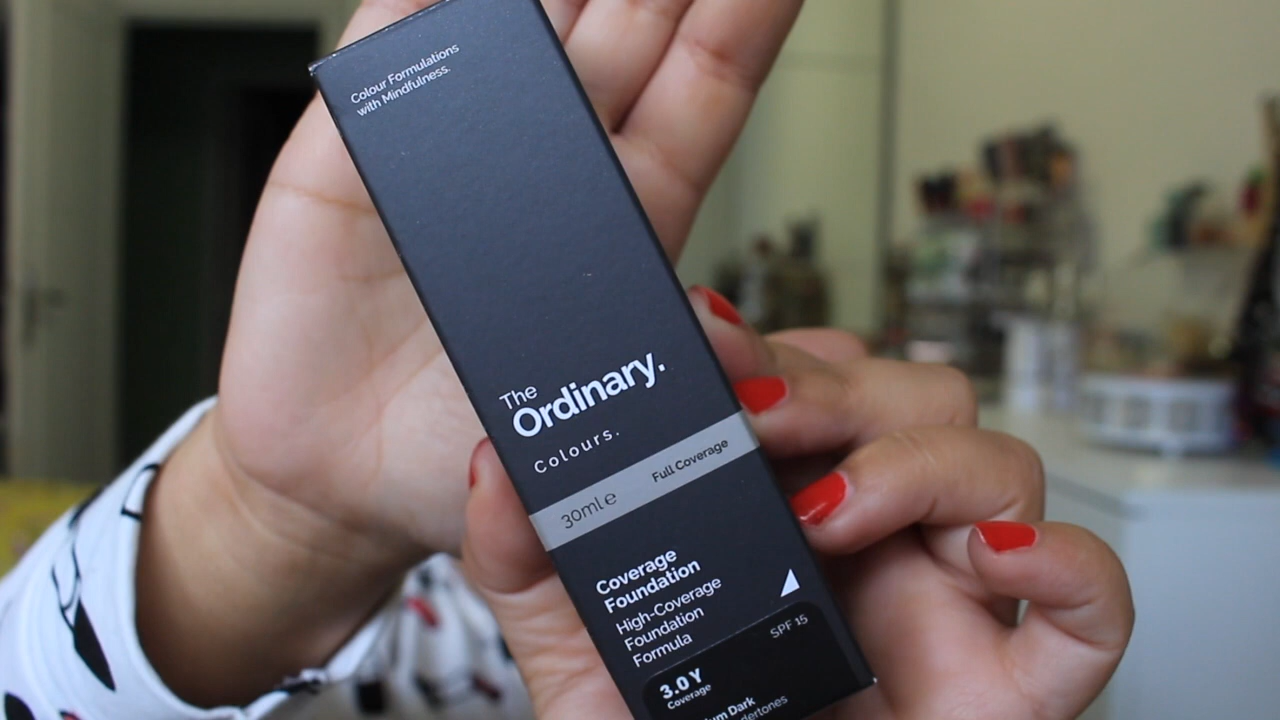 Colour Formulations
with Mindfulness.
The
Ordinary.
Colours.
30ml e Full Coverage
Coverage
Foundation
High-Coverage
Foundation
Formula
SPF 15
3.0 Y
Coverage